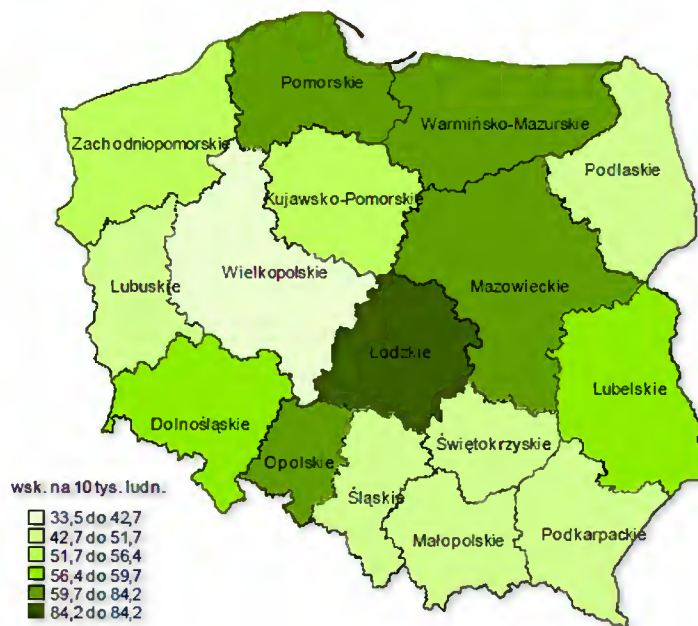 Pomorskie
Warmińsko-Mazurskie
Zachodniopomorskie
Podlaskie
Kujawsko-Pomorskie
Wielkopolskie
Lubuskie
Mazowieckie
Łódzkie
Lubelskie
Dolnośląskie
Świętokrzyskie
Opolskie
Śląskie
Podkarpackie
Małopolskie
wsk. na 10 tys. ludn.
33,5 do 42,7
42,7 do 51,7
51,7 do 56,4
56,4 do 59,7
59,7 do 84,2
84,2 do 84,2